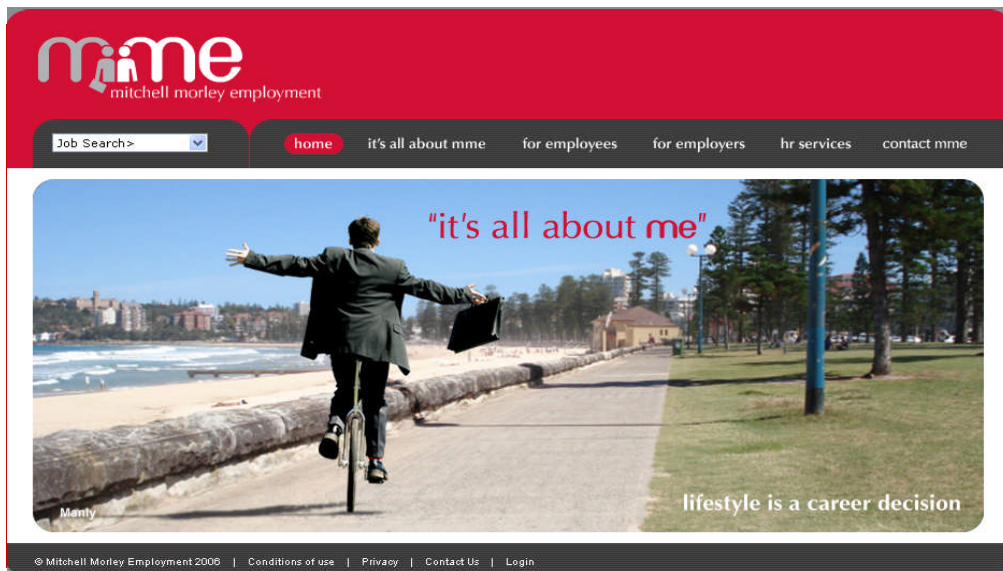 mme
mitchell morley employment
Job Search>
home it's all about mme for employees for employers hr services contact mme
"it's all about me"
lifestyle is a career decision
Manly
© Mitchell Morley Employment 2006 | Conditions of use | Privacy | Contact Us | Login